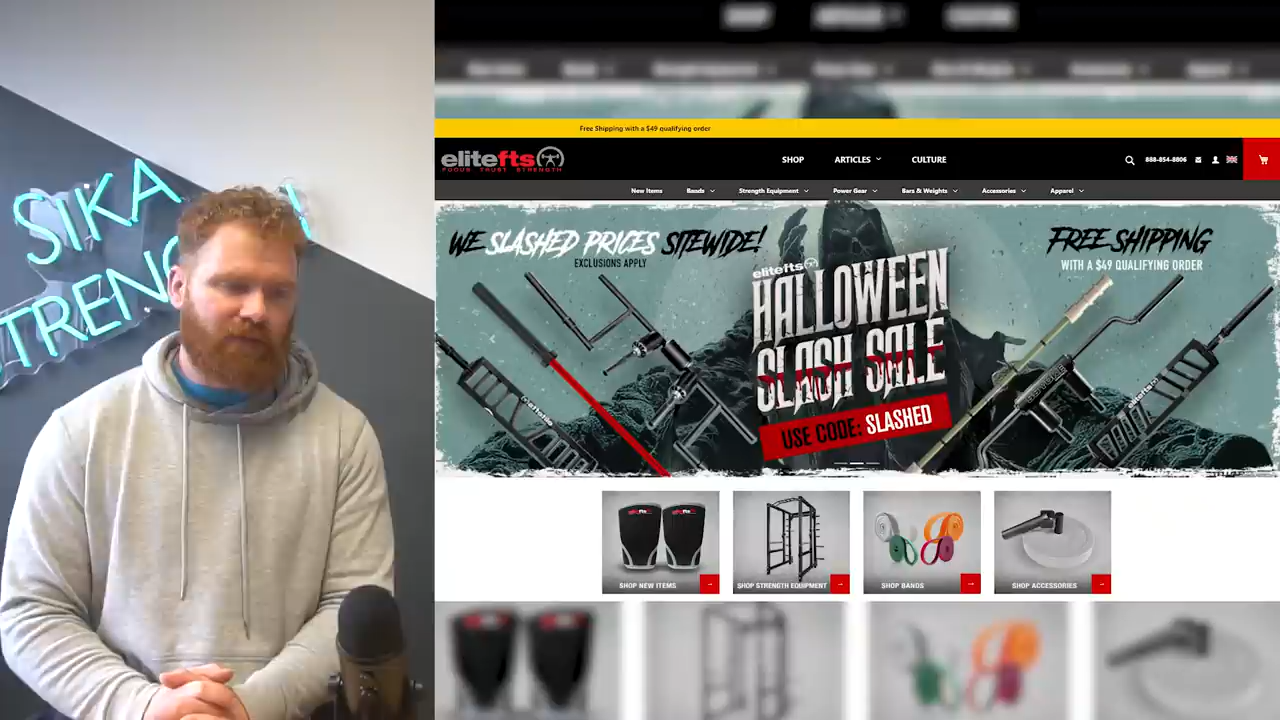 SIKA
STRENG
Free Shipping with a $49 qualifying order
elitefts
FOCUS TRUST STRENGTH
SHOP
ARTICLES
CULTURE
888-854-8806
New Items
Bands
Strength Equipment
Power Gear
Bars & Weights
Accessories
Apparel
WE SLASHED PRICES SITEWIDE!
EXCLUSIONS APPLY
FREE SHIPPING
WITH A $49 QUALIFYING ORDER
elitefts
HALLOWEEN
SLASH SALE
USE CODE: SLASHED
SHOP NEW ITEMS
SHOP STRENGTH EQUIPMENT
SHOP BANDS
SHOP ACCESSORIES